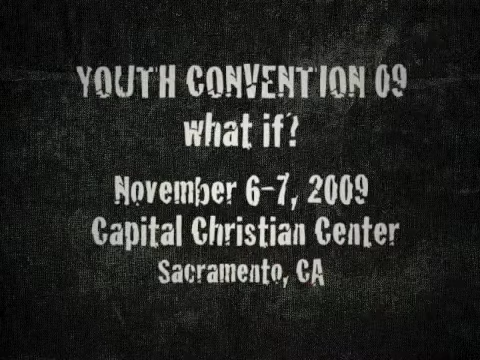 YOUTH CONVENTION 09
what if?
November 6-7, 2009
Capital Christian Center
Sacramento, CA